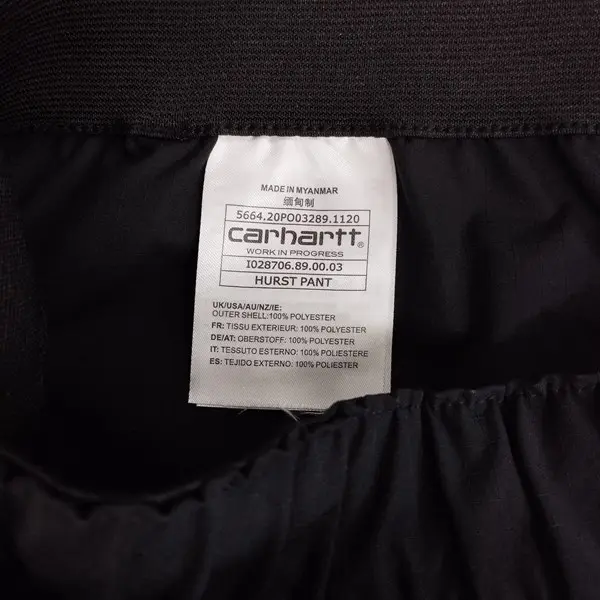 MADE IN MYANMAR
缅甸制
5664.20PO03289.1120
carhartt®
WORK IN PROGRESS
I028706.89.00.03
HURST PANT
UK/USA/AU/NZ/IE:
OUTER SHELL:100% POLYESTER
FR: TISSU EXTERIEUR: 100% POLYESTER
DE/AT: OBERSTOFF: 100% POLYESTER
IT: TESSUTO ESTERNO: 100% POLIESTERE
ES: TEJIDO EXTERNO: 100% POLIESTER